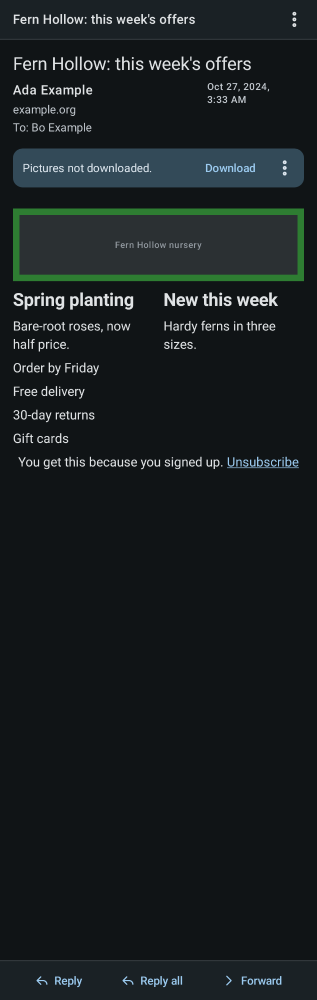 Fern Hollow: this week's offers
Fern Hollow: this week's offers
Ada Example
Oct 27, 2024,
3:33 AM
example.org
To: Bo Example
Pictures not downloaded.
Download
Fern Hollow nursery
Spring planting
Bare-root roses, now
half price.
Order by Friday
Free delivery
30-day returns
Gift cards
New this week
Hardy ferns in three
sizes.
You get this because you signed up. Unsubscribe
Reply
Reply all
Forward